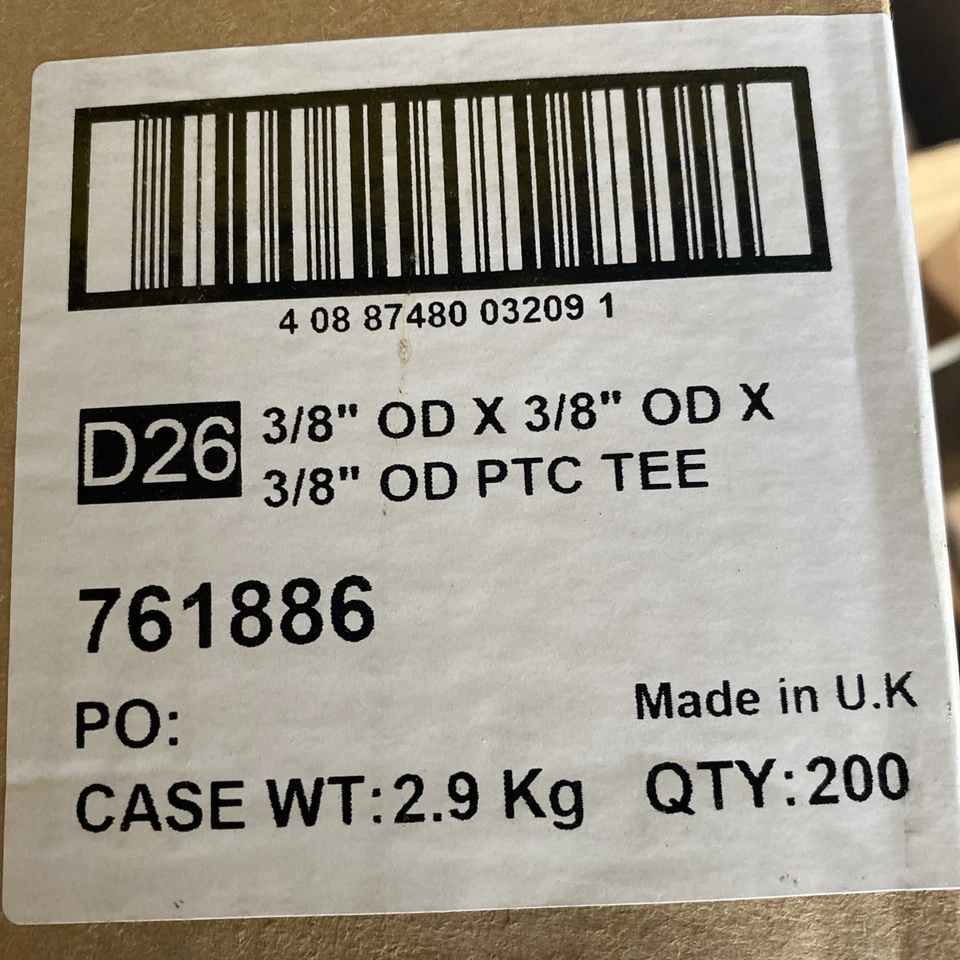 4 08 87480 03209 1
D26 3/8" OD X 3/8" OD X
3/8" OD PTC TEE
761886
PO: Made in U.K
CASE WT:2.9 Kg QTY:200